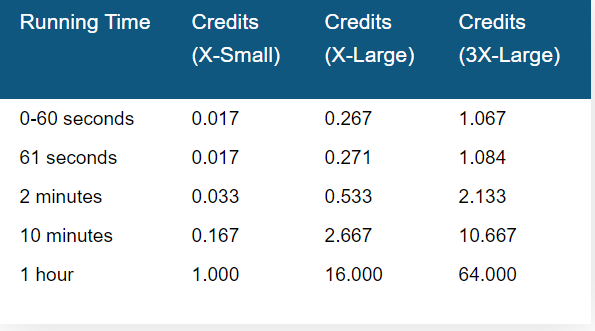 Running Time Credits Credits Credits
(X-Small) (X-Large) (3X-Large)
0-60 seconds 0.017 0.267 1.067
61 seconds 0.017 0.271 1.084
2 minutes 0.033 0.533 2.133
10 minutes 0.167 2.667 10.667
1 hour 1.000 16.000 64.000